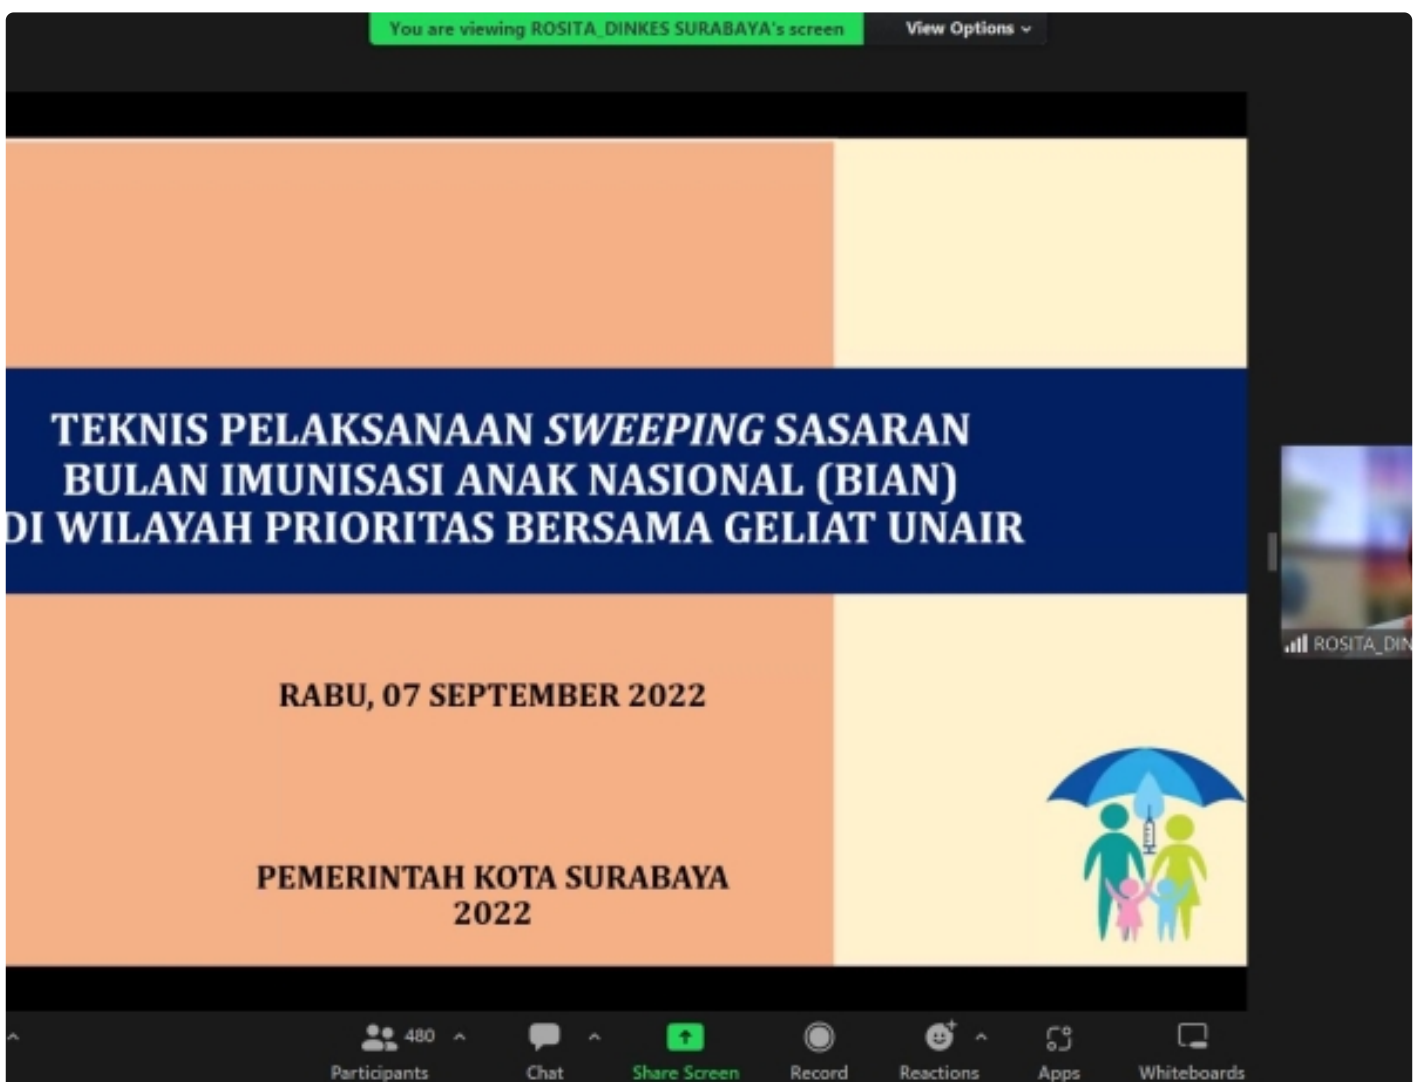 You are viewing ROSITA_DINKES SURABAYA's screen
View Options
TEKNIS PELAKSANAAN SWEEPING SASARAN
BULAN IMUNISASI ANAK NASIONAL (BIAN)
DI WILAYAH PRIORITAS BERSAMA GELIAT UNAIR
ROSITA_DIN
RABU, 07 SEPTEMBER 2022
PEMERINTAH KOTA SURABAYA
2022
480
Participants
Chat
Share Screen
Record
Reactions
Apps
Whiteboards